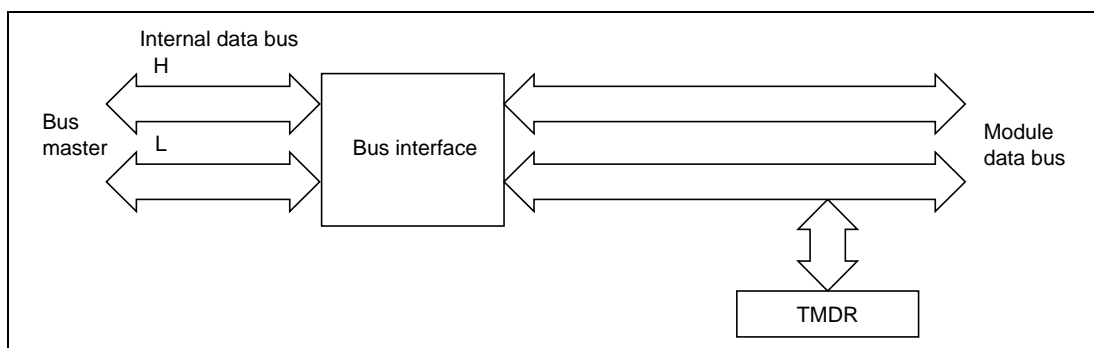 Internal data bus
H
Bus
master
L
Bus interface
Module
data bus
TMDR